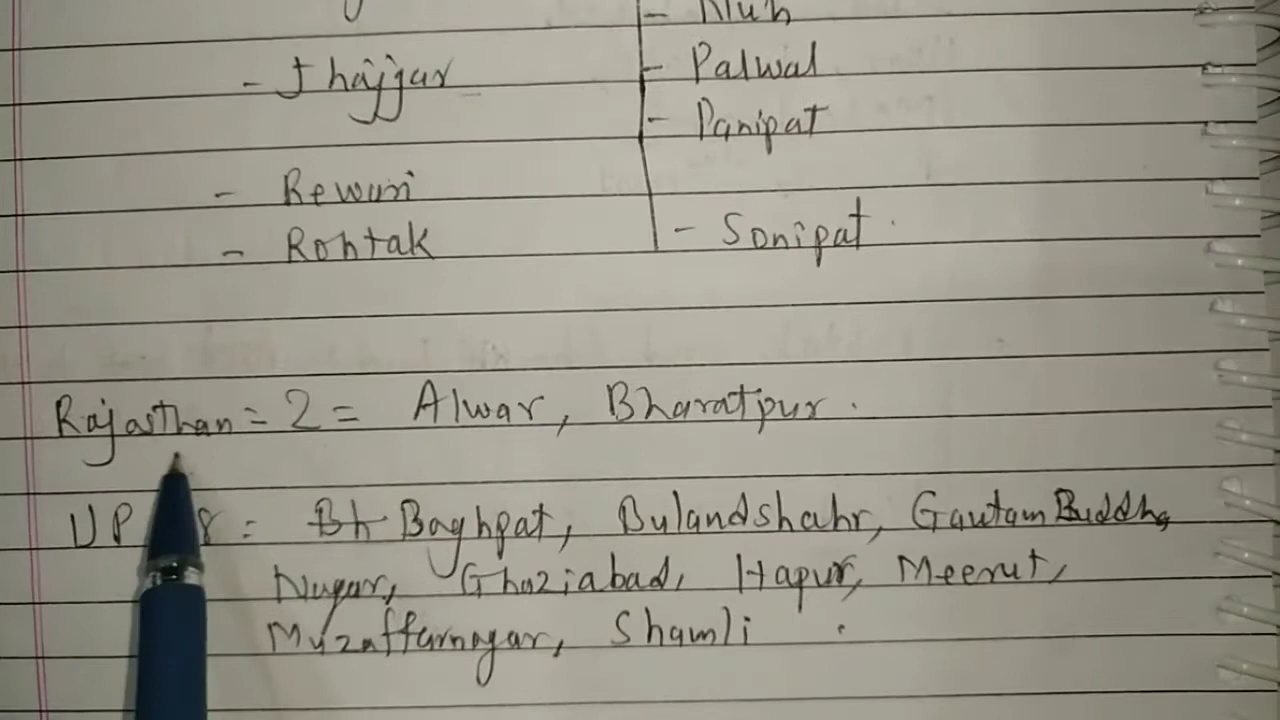 - Nuh
- Jhajjar
- Palwal
- Panipat
- Rewari
- Rohtak
- Sonipat.
Rajasthan = 2 = Alwar, Bharatpur.
UP 8 = Baghpat, Bulandshahr, Gautam Buddha
Nagar, Ghaziabad, Hapur, Meerut,
Muzaffarnagar, Shamli.